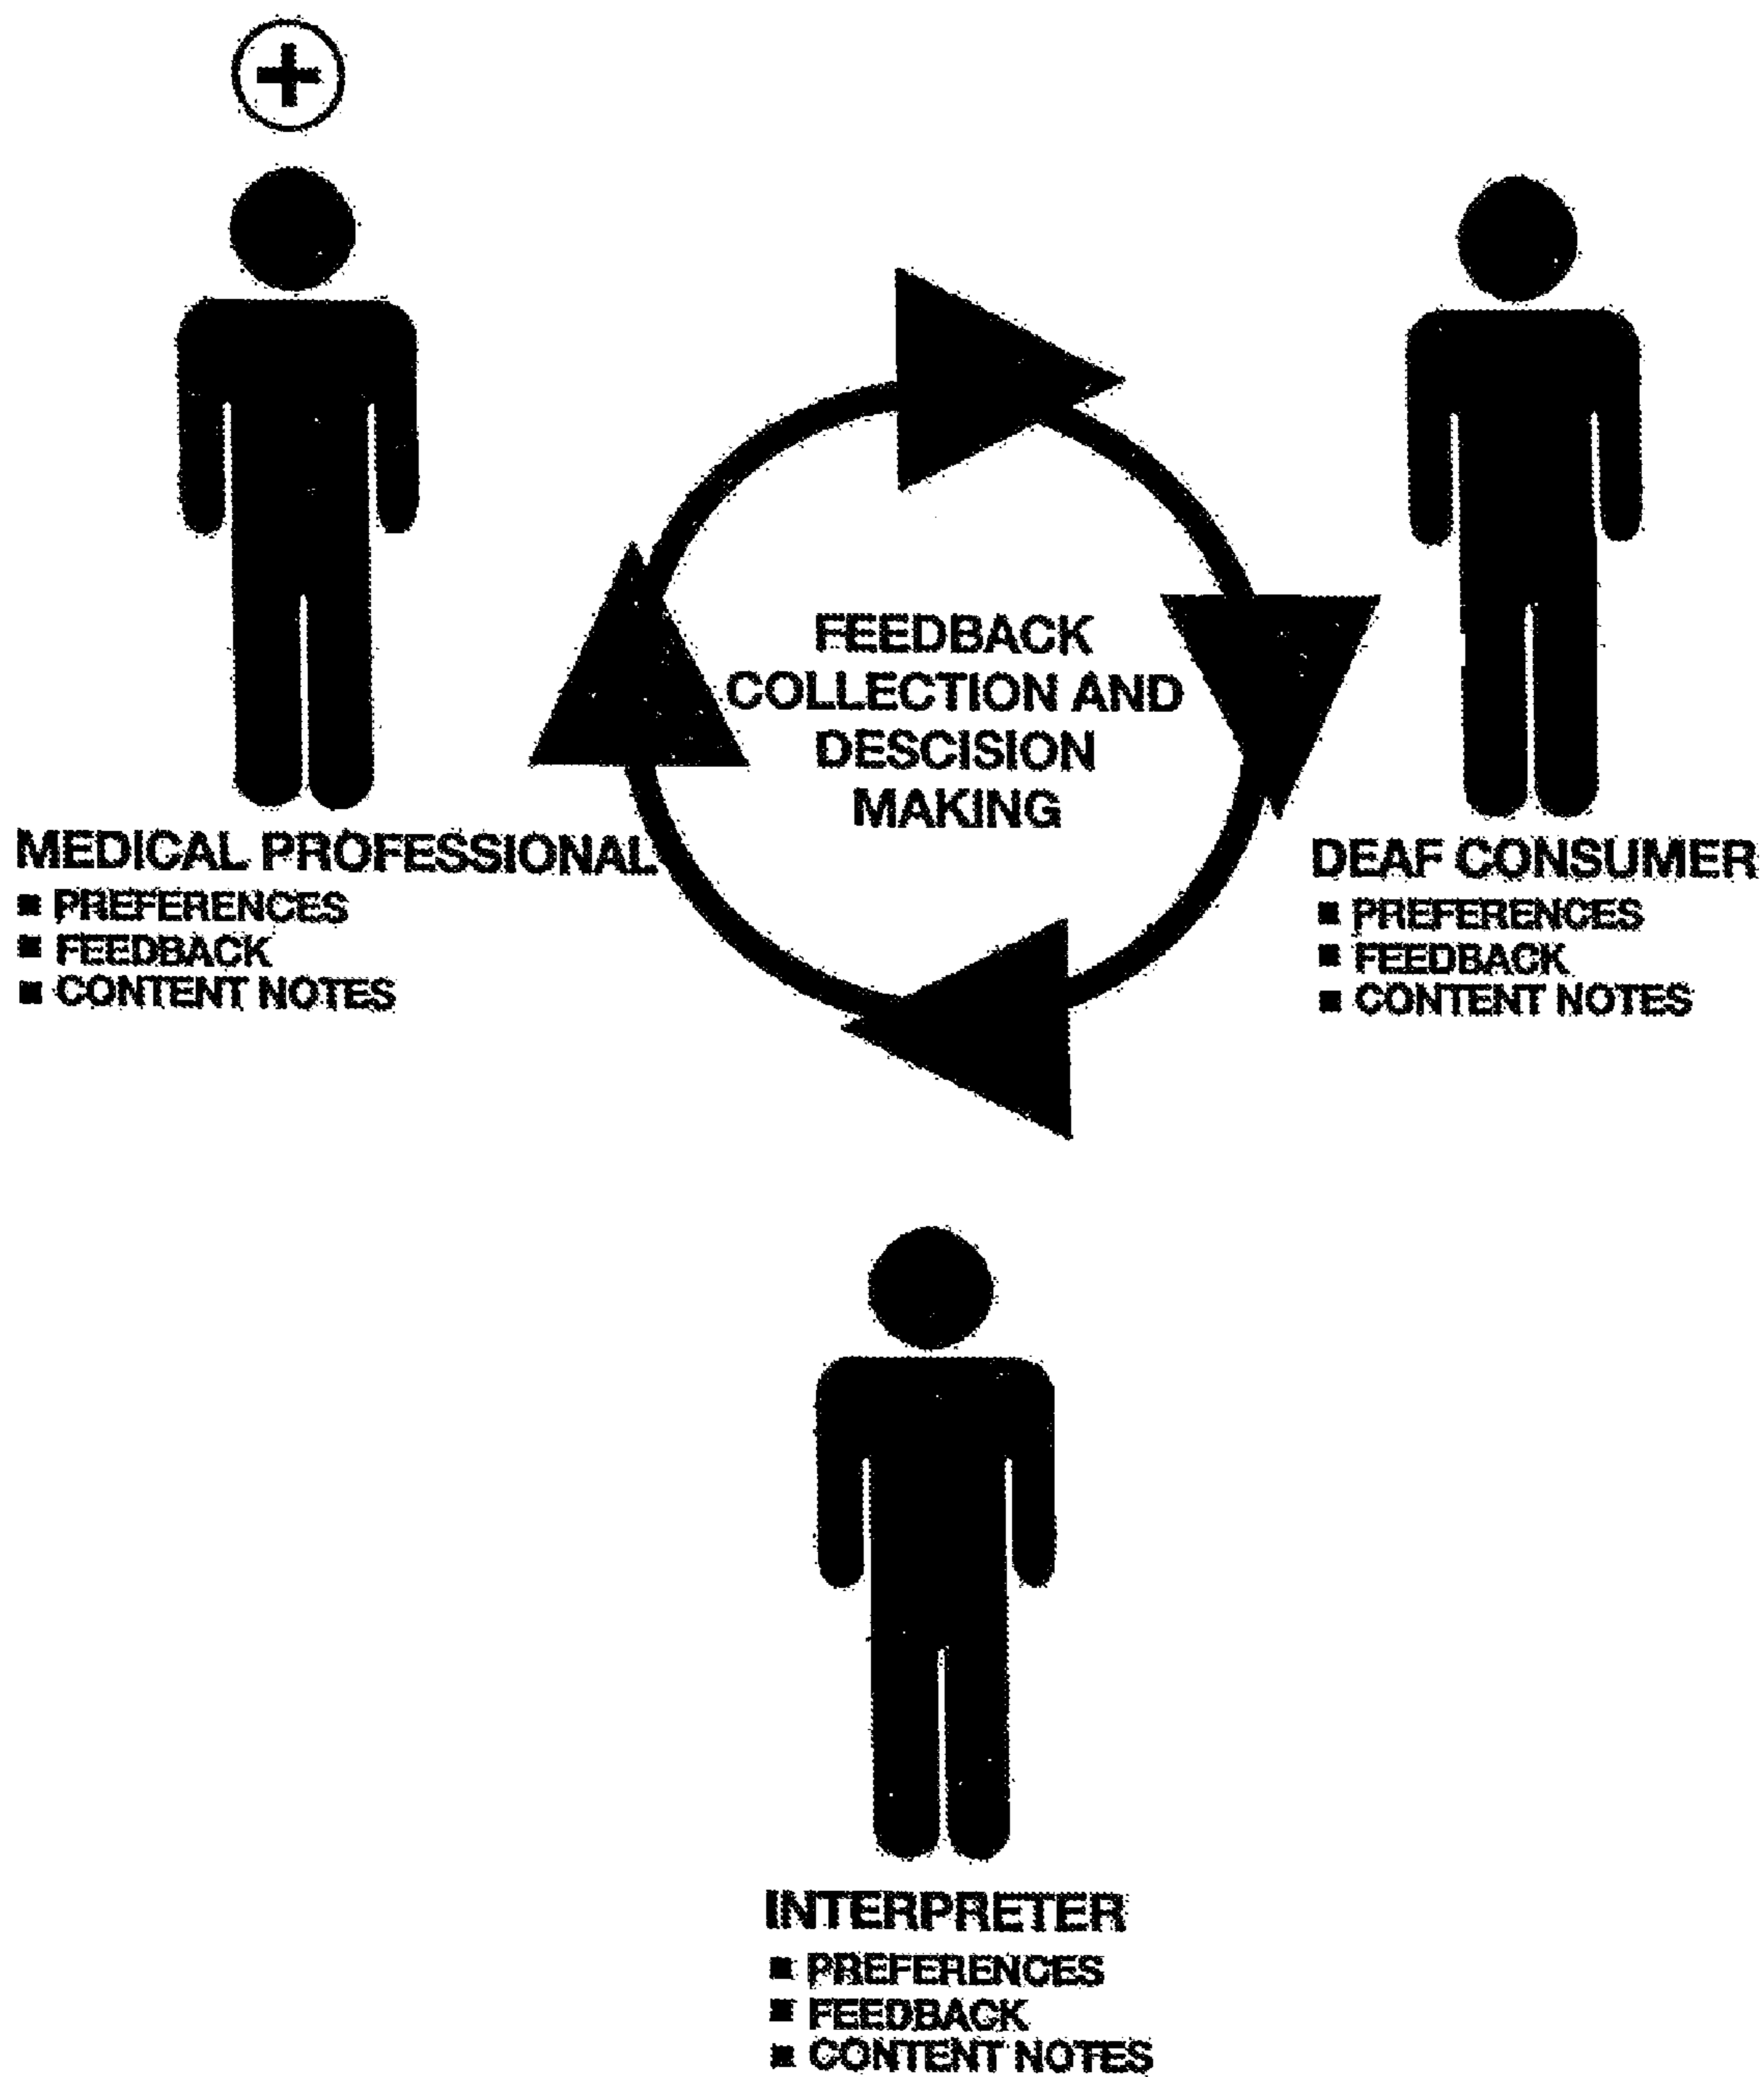 FEEDBACK
COLLECTION AND
DESCISION
MAKING
MEDICAL PROFESSIONAL
▪ PREFERENCES
▪ FEEDBACK
▪ CONTENT NOTES
DEAF CONSUMER
▪ PREFERENCES
▪ FEEDBACK
▪ CONTENT NOTES
INTERPRETER
▪ PREFERENCES
▪ FEEDBACK
▪ CONTENT NOTES